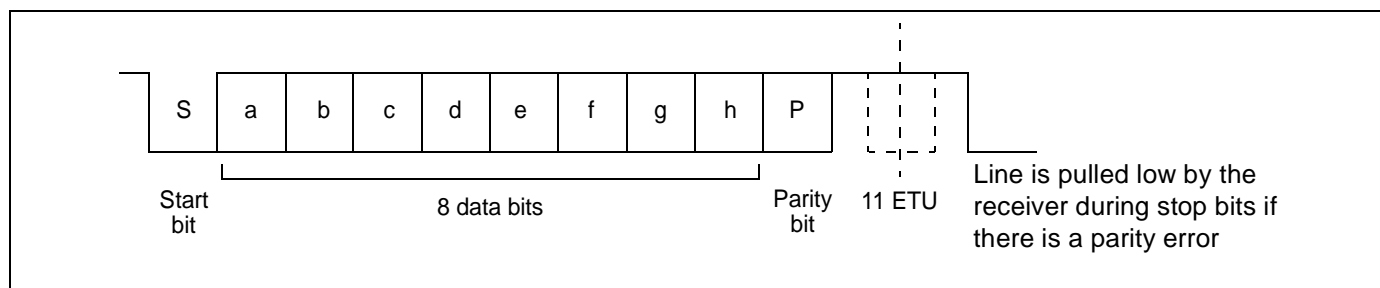 S a b c d e f g h P
Start
bit
8 data bits
Parity
bit
11 ETU
Line is pulled low by the
receiver during stop bits if
there is a parity error